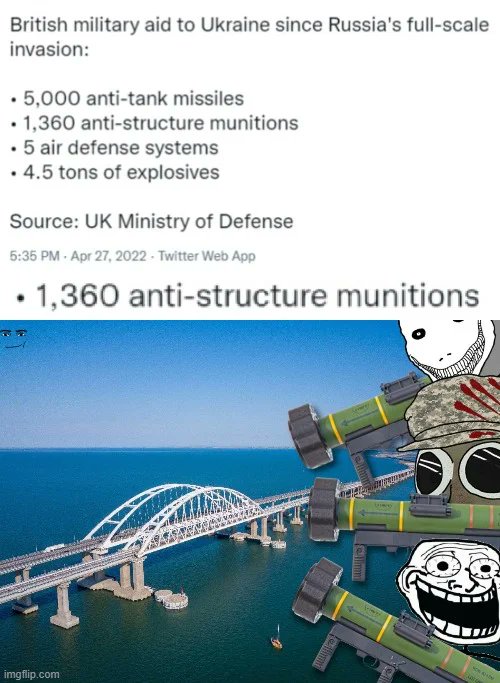 British military aid to Ukraine since Russia's full-scale
invasion:
• 5,000 anti-tank missiles
• 1,360 anti-structure munitions
• 5 air defense systems
• 4.5 tons of explosives
Source: UK Ministry of Defense
5:35 PM · Apr 27, 2022 · Twitter Web App
• 1,360 anti-structure munitions
imgflip.com